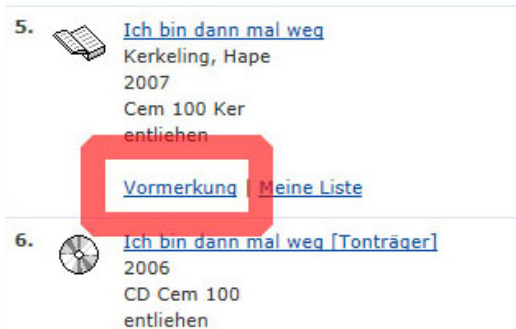 5. Ich bin dann mal weg
Kerkeling, Hape
2007
Cem 100 Ker
entliehen
Vormerkung | Meine Liste
6. Ich bin dann mal weg [Tonträger]
2006
CD Cem 100
entliehen